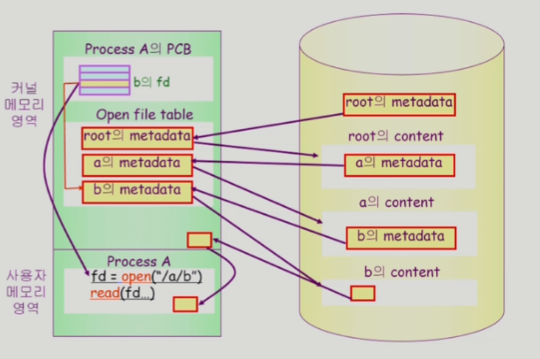 Process A의 PCB
b의 fd
커널
메모리
영역
Open file table
root의 metadata
a의 metadata
b의 metadata
사용자
메모리
영역
Process A
fd = open("/a/b")
read(fd...)
root의 metadata
root의 content
a의 metadata
a의 content
b의 metadata
b의 content